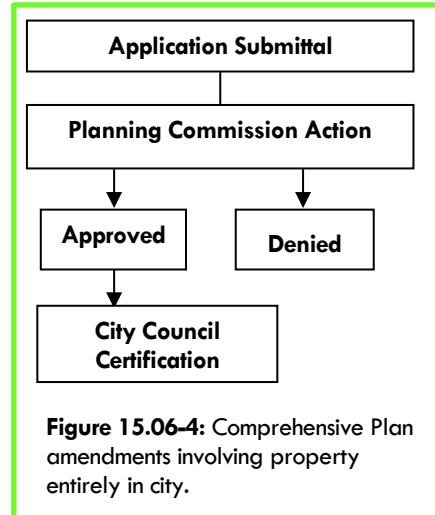 Application Submittal
Planning Commission Action
Approved
Denied
City Council
Certification
Figure 15.06-4: Comprehensive Plan
amendments involving property
entirely in city.